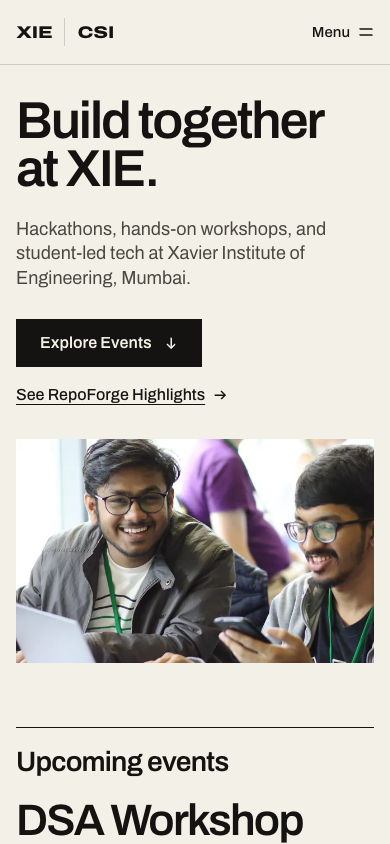 XIE CSI
Menu
Build together
at XIE.
Hackathons, hands-on workshops, and
student-led tech at Xavier Institute of
Engineering, Mumbai.
Explore Events ↓
See RepoForge Highlights →
Upcoming events
DSA Workshop